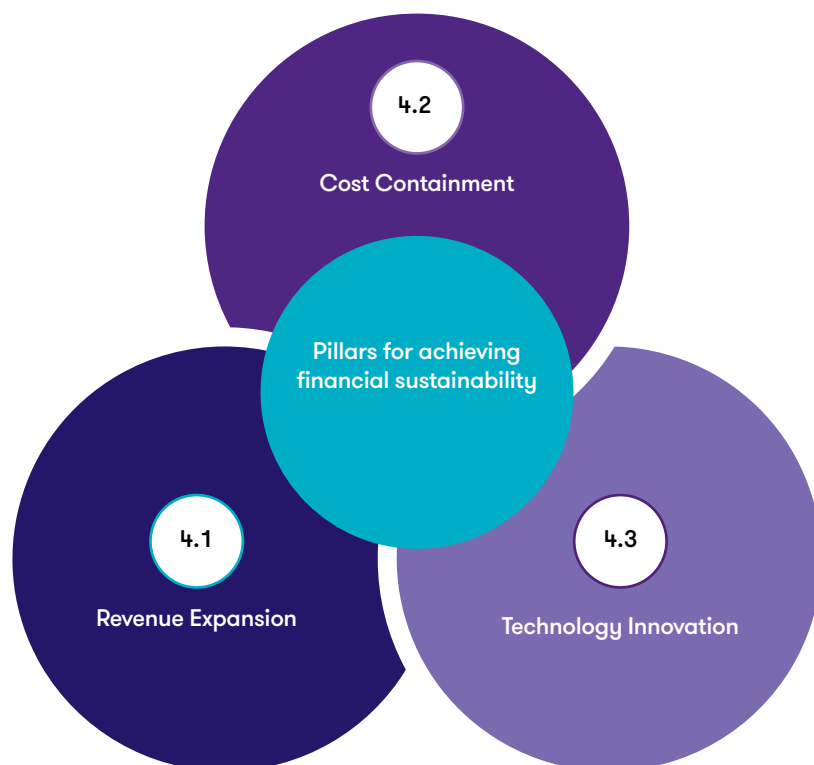 4.2
Cost Containment
Pillars for achieving
financial sustainability
4.1
Revenue Expansion
4.3
Technology Innovation